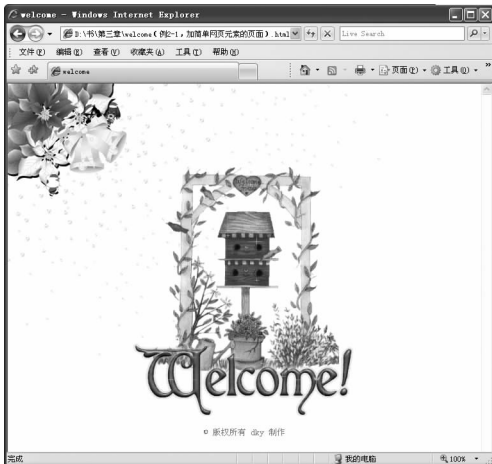 welcome - Windows Internet Explorer
D:\书\第三章\welcome(例2-1,加简单网页元素的页面).html
Live Search
文件(F) 编辑(E) 查看(V) 收藏夹(A) 工具(T) 帮助(H)
welcome
页面(P) 工具(O)
Welcome!
© 版权所有 dky 制作
完成
我的电脑
100%